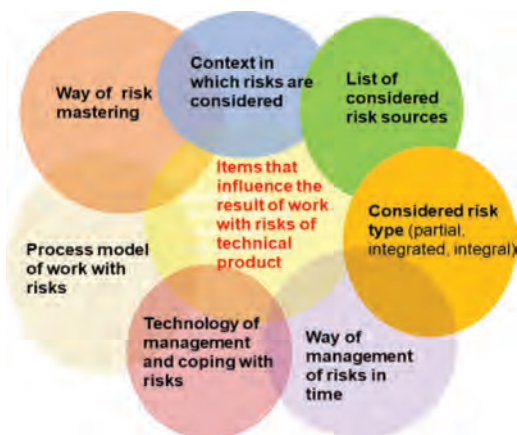 Way of risk
mastering
Context in
which risks are
considered
List of
considered
risk sources
Items that
influence the
result of work
with risks of
technical
product
Considered risk
type (partial,
integrated, integral)
Process model
of work with
risks
Technology of
management
and coping with
risks
Way of
management
of risks in
time